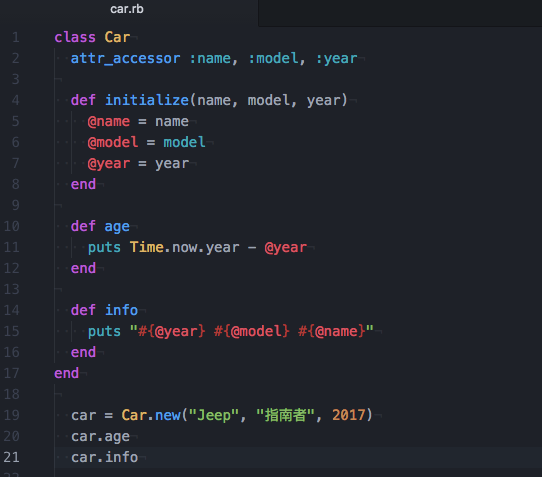 car.rb
1 class Car¬
2   attr_accessor :name, :model, :year¬
3 ¬
4   def initialize(name, model, year)¬
5     @name = name¬
6     @model = model¬
7     @year = year¬
8   end¬
9 ¬
10   def age¬
11     puts Time.now.year - @year¬
12   end¬
13 ¬
14   def info¬
15     puts "#{@year} #{@model} #{@name}"¬
16   end¬
17 end¬
18 ¬
19   car = Car.new("Jeep", "指南者", 2017)¬
20   car.age¬
21   car.info¬